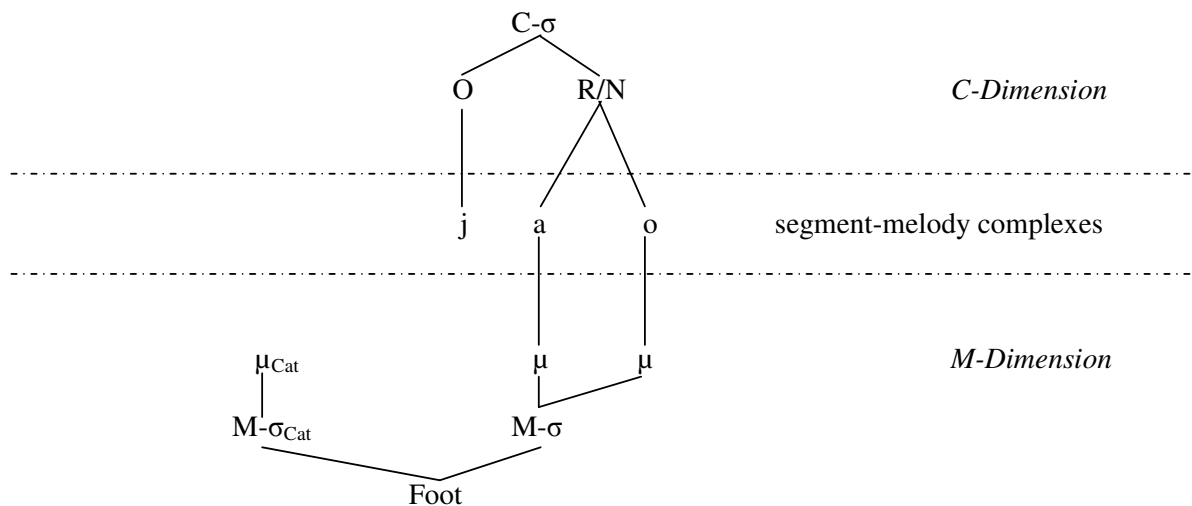 C-σ
O R/N C-Dimension
j a o segment-melody complexes
μCat μ μ M-Dimension
M-σCat M-σ
Foot